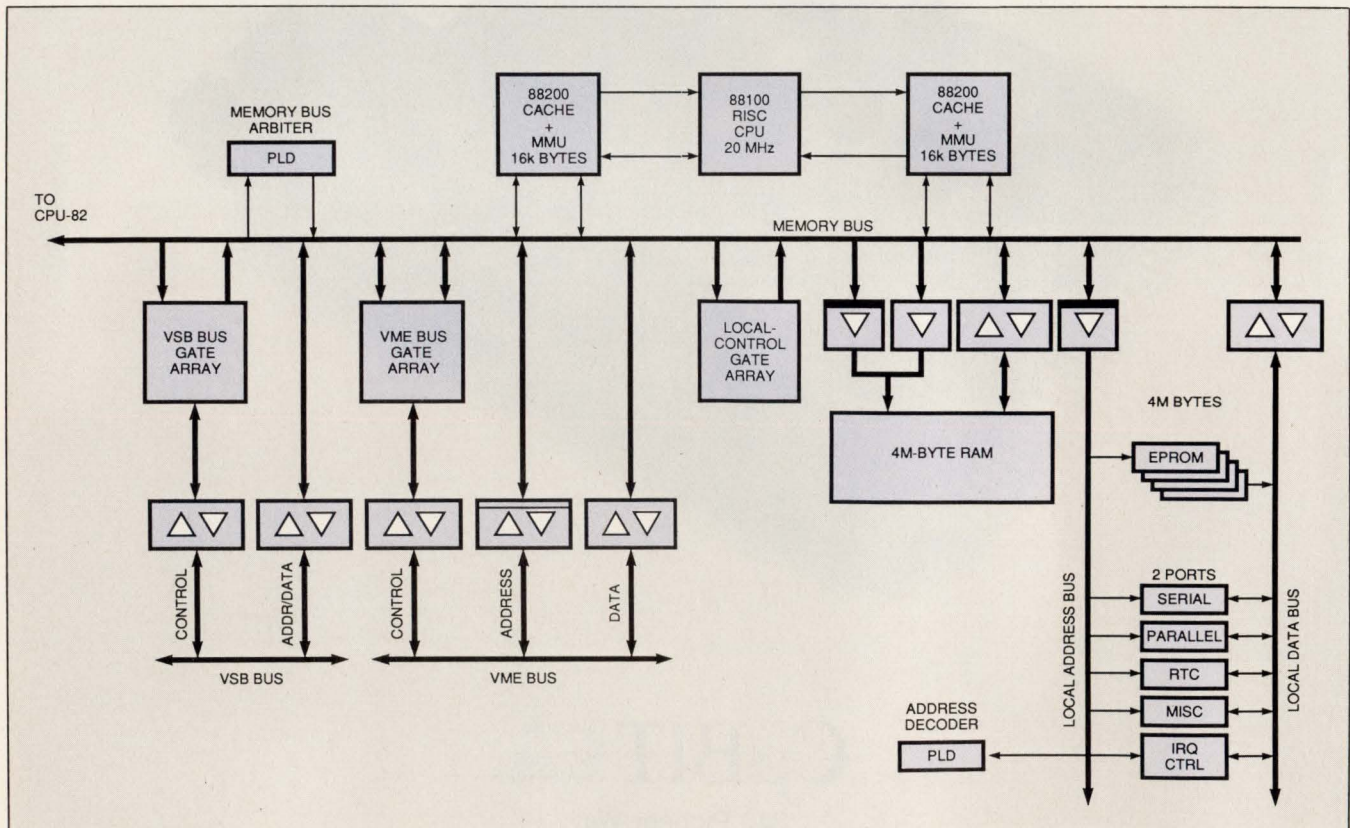 88200
CACHE
+
MMU
16k BYTES
88100
RISC
CPU
20 MHz
88200
CACHE
+
MMU
16k BYTES
MEMORY BUS
ARBITER
PLD
TO
CPU-82
MEMORY BUS
VSB BUS
GATE
ARRAY
VME BUS
GATE
ARRAY
LOCAL-
CONTROL
GATE
ARRAY
4M-BYTE RAM
4M BYTES
EPROM
CONTROL
ADDR/DATA
CONTROL
ADDRESS
DATA
VSB BUS
VME BUS
LOCAL ADDRESS BUS
2 PORTS
SERIAL
PARALLEL
RTC
MISC
IRQ
CTRL
LOCAL DATA BUS
ADDRESS
DECODER
PLD